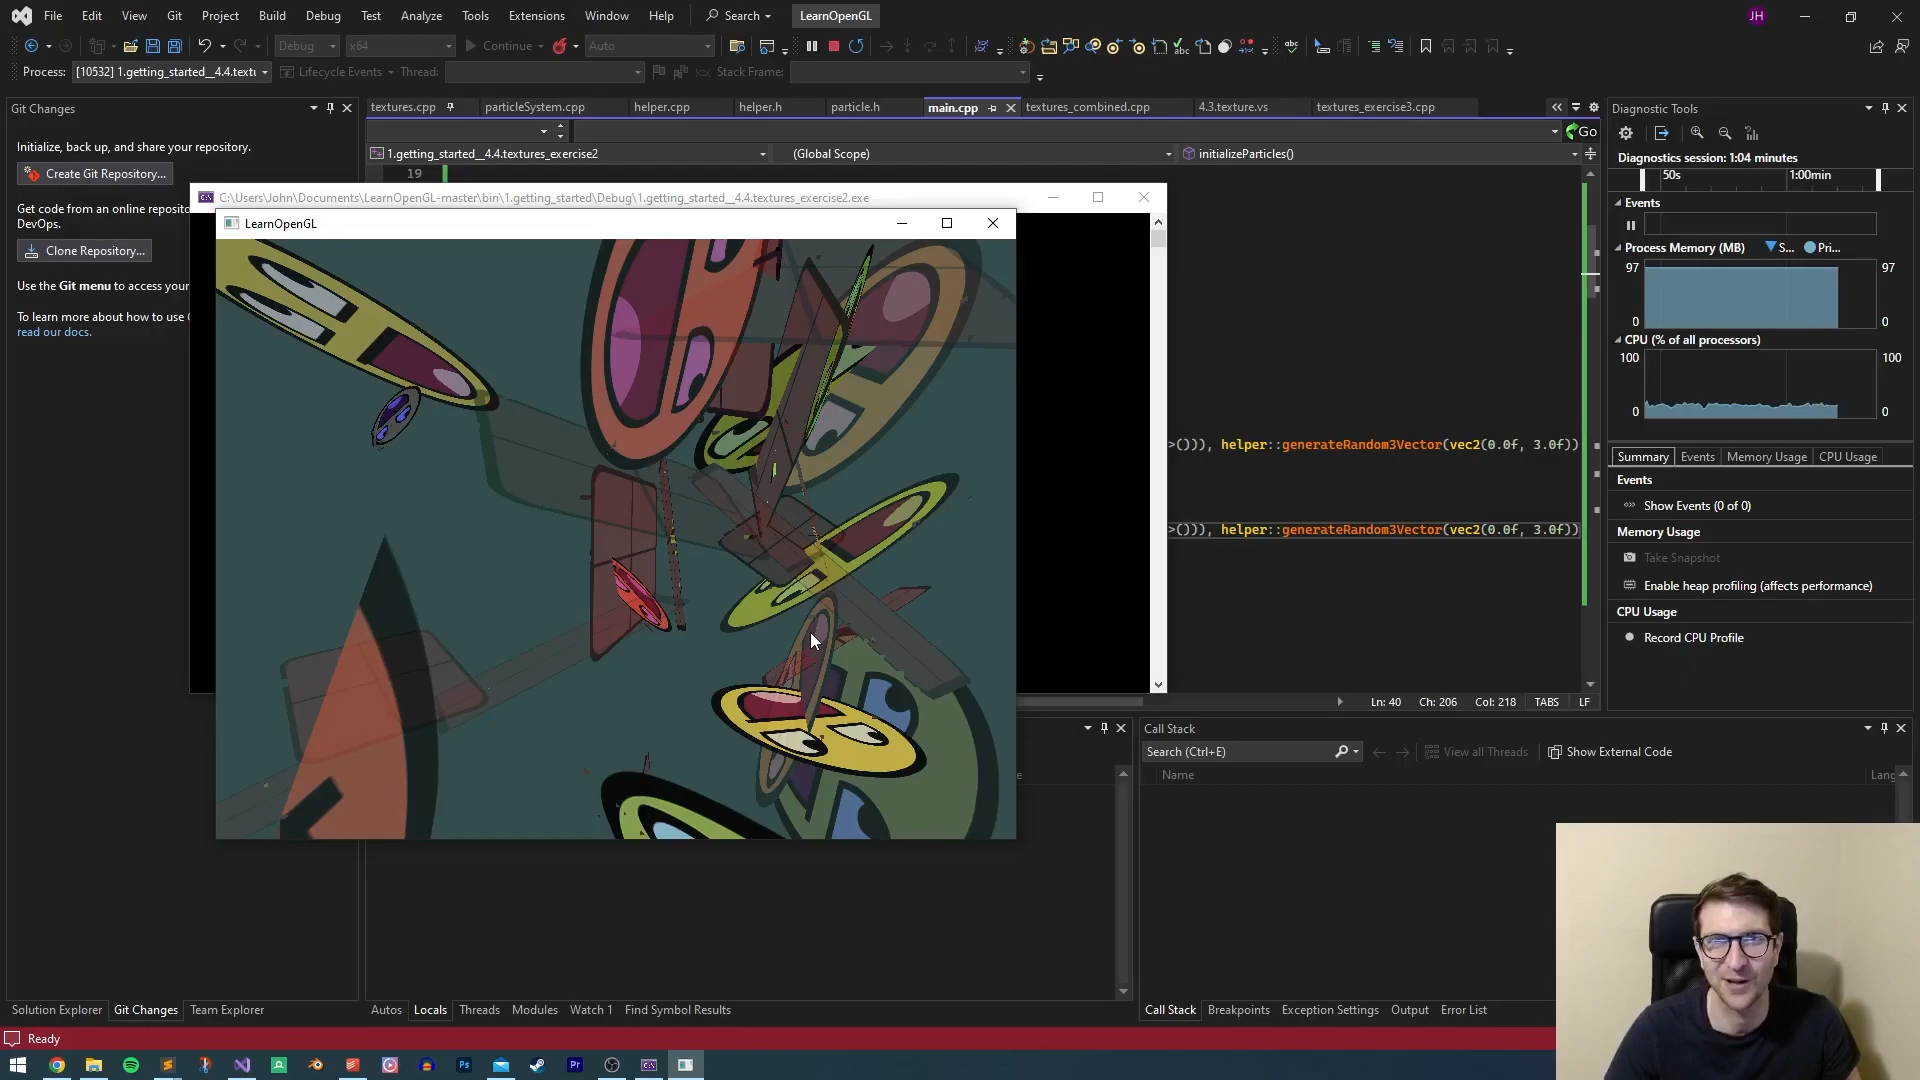 File Edit View Git Project Build Debug Test Analyze Tools Extensions Window Help Search LearnOpenGL JH
Debug x64 Continue Auto
Process: [10532] 1.getting_started__4.4.textu Lifecycle Events Thread: Stack Frame:
Git Changes
Initialize, back up, and share your repository.
Create Git Repository...
Get code from an online reposito
DevOps.
Clone Repository...
Use the Git menu to access your
To learn more about how to use
read our docs.
textures.cpp particleSystem.cpp helper.cpp helper.h particle.h main.cpp textures_combined.cpp 4.3.texture.vs textures_exercise3.cpp
Go
1.getting_started__4.4.textures_exercise2 (Global Scope) initializeParticles()
19
C:\Users\John\Documents\LearnOpenGL-master\bin\1.getting_started\Debug\1.getting_started__4.4.textures_exercise2.exe
LearnOpenGL
>())), helper::generateRandom3Vector(vec2(0.0f, 3.0f))
>())), helper::generateRandom3Vector(vec2(0.0f, 3.0f))
Ln: 40 Ch: 206 Col: 218 TABS LF
Diagnostic Tools
Diagnostics session: 1:04 minutes
50s 1:00min
Events
Process Memory (MB) S... Pri...
97 97
0 0
CPU (% of all processors)
100 100
0 0
Summary Events Memory Usage CPU Usage
Events
Show Events (0 of 0)
Memory Usage
Take Snapshot
Enable heap profiling (affects performance)
CPU Usage
Record CPU Profile
Call Stack
Search (Ctrl+E) View all Threads Show External Code
Name Lang
Solution Explorer Git Changes Team Explorer
Autos Locals Threads Modules Watch 1 Find Symbol Results
Call Stack Breakpoints Exception Settings Output Error List
Ready
Ps Pr